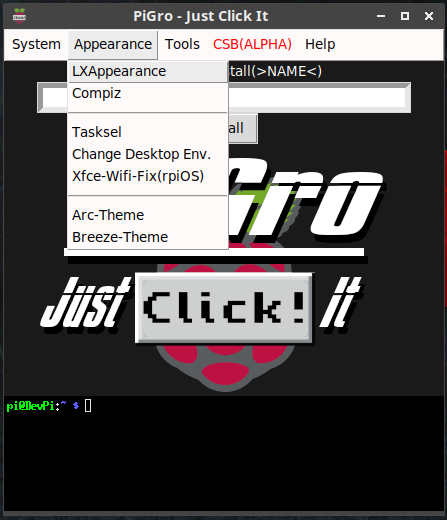 PiGro - Just Click It
System Appearance Tools CSB(ALPHA) Help
LXAppearance
tall(>NAME<)
Compiz
all
Tasksel
Change Desktop Env.
Xfce-Wifi-Fix(rpiOS)
Arc-Theme
Breeze-Theme
Gro
Just Click! It
pi@DevPi:~ $